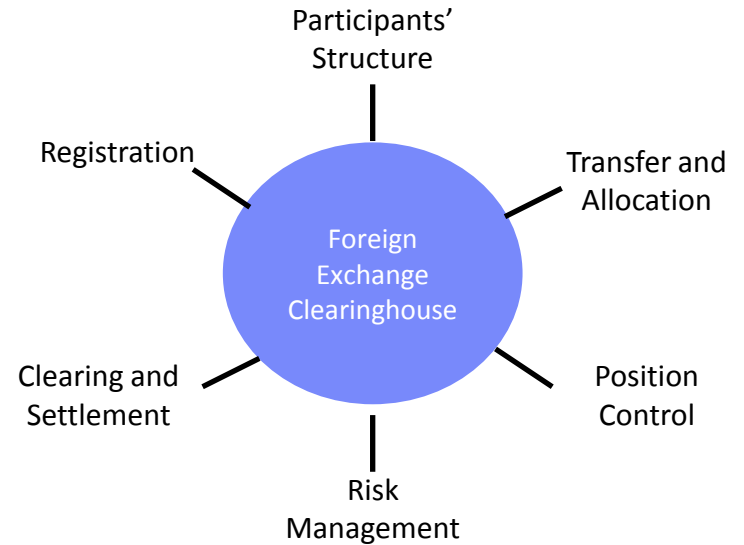 Participants’
Structure
Registration
Transfer and
Allocation
Foreign
Exchange
Clearinghouse
Clearing and
Settlement
Position
Control
Risk
Management